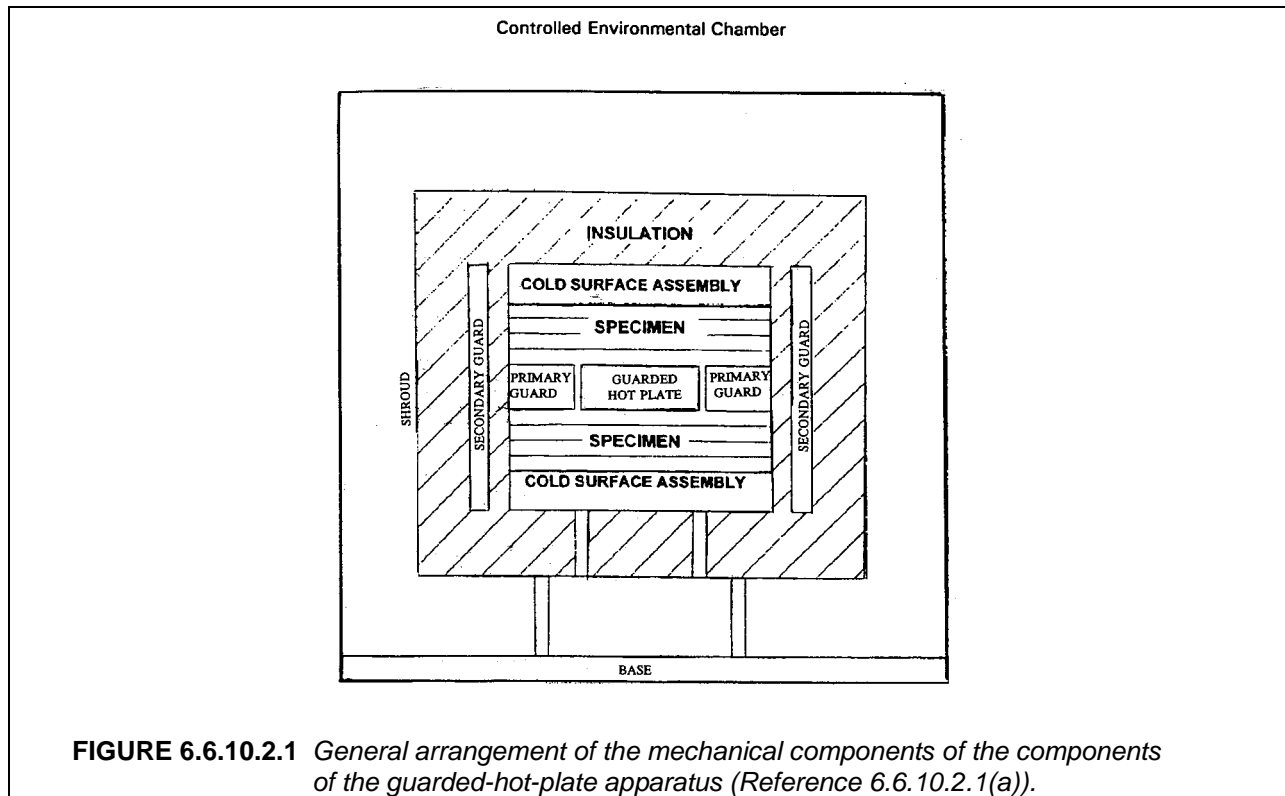 Controlled Environmental Chamber
INSULATION
COLD SURFACE ASSEMBLY
SPECIMEN
SHROUD
SECONDARY GUARD
PRIMARY
GUARD
GUARDED
HOT PLATE
PRIMARY
GUARD
SECONDARY GUARD
SPECIMEN
COLD SURFACE ASSEMBLY
BASE
FIGURE 6.6.10.2.1 General arrangement of the mechanical components of the components
of the guarded-hot-plate apparatus (Reference 6.6.10.2.1(a)).